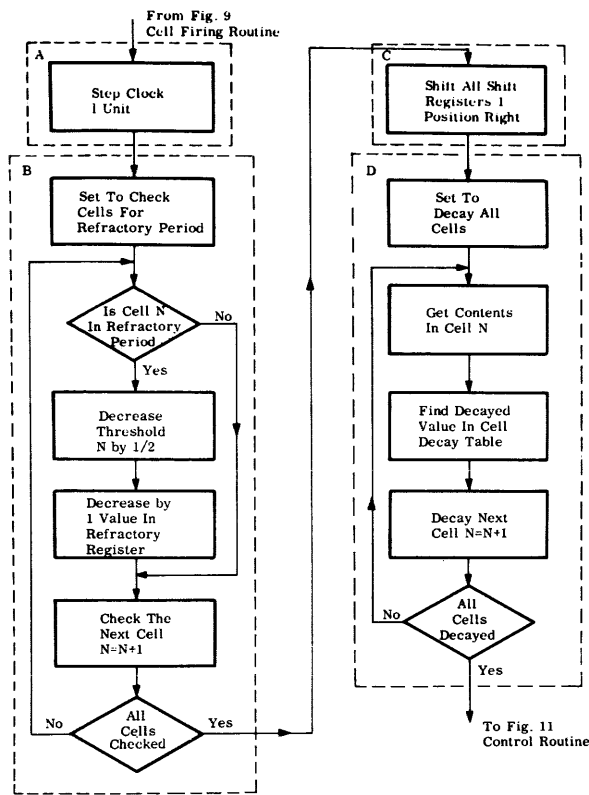 From Fig. 9
Cell Firing Routine
A
Step Clock
1 Unit
B
Set To Check
Cells For
Refractory Period
Is Cell N
In Refractory
Period
No
Yes
Decrease
Threshold
N by 1/2
Decrease by
1 Value In
Refractory
Register
Check The
Next Cell
N=N+1
All
Cells
Checked
No
Yes
C
Shift All Shift
Registers 1
Position Right
D
Set To
Decay All
Cells
Get Contents
In Cell N
Find Decayed
Value In Cell
Decay Table
Decay Next
Cell N=N+1
All
Cells
Decayed
No
Yes
To Fig. 11
Control Routine